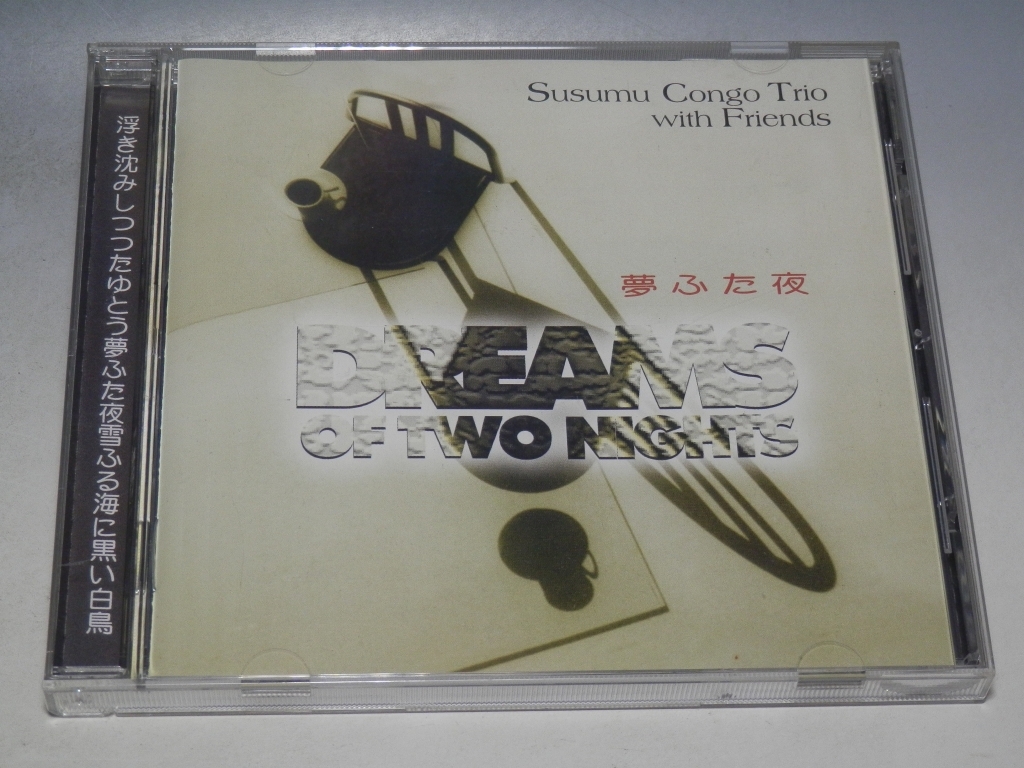 Susumu Congo Trio
with Friends
夢ふた夜
DREAMS
OF TWO NIGHTS
浮き沈みしつつたゆとう夢ふた夜雪ふる海に黒い白鳥